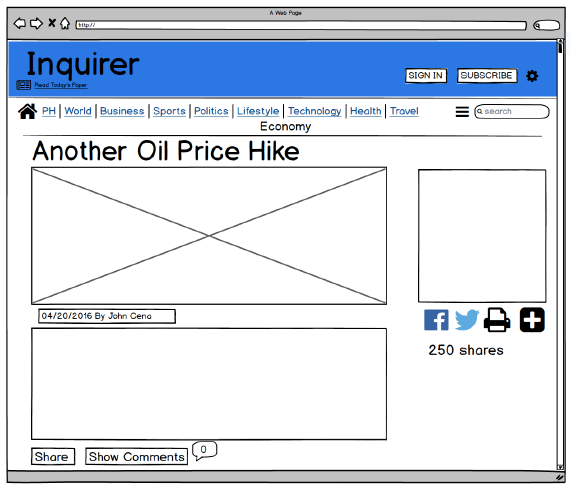 A Web Page
http://
Inquirer
Read Today's Paper
SIGN IN
SUBSCRIBE
PH | World | Business | Sports | Politics | Lifestyle | Technology | Health | Travel
search
Economy
Another Oil Price Hike
04/20/2016 By John Cena
250 shares
Share
Show Comments
0